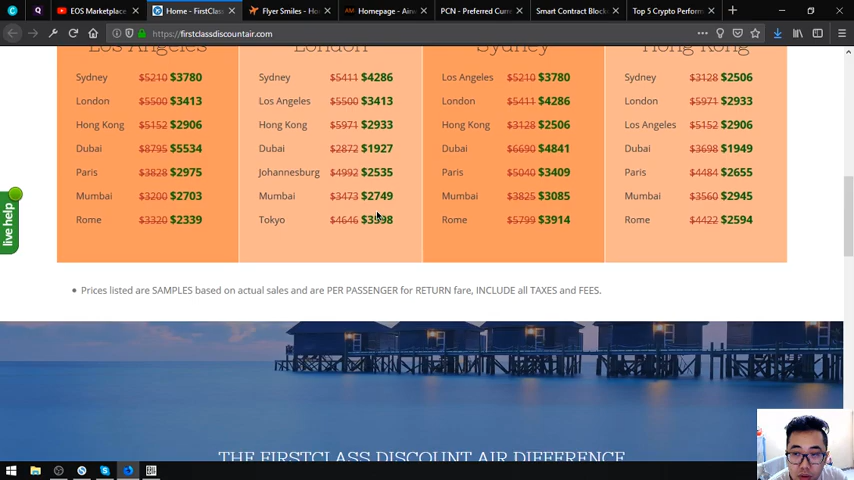 EOS Marketplace
Home - FirstClass
Flyer Smiles - Ho
Homepage - Airw
PCN - Preferred Curr
Smart Contract Block
Top 5 Crypto Perform
https://firstclassdiscountair.com
Los Angeles
London
Sydney
Hong Kong
Sydney $5210 $3780
London $5500 $3413
Hong Kong $5152 $2906
Dubai $8795 $5534
Paris $3828 $2975
Mumbai $3200 $2703
Rome $3320 $2339
Sydney $5411 $4286
Los Angeles $5500 $3413
Hong Kong $5971 $2933
Dubai $2872 $1927
Johannesburg $4992 $2535
Mumbai $3473 $2749
Tokyo $4646 $3598
Los Angeles $5210 $3780
London $5411 $4286
Hong Kong $3128 $2506
Dubai $6690 $4841
Paris $5040 $3409
Mumbai $3825 $3085
Rome $5799 $3914
Sydney $3128 $2506
London $5971 $2933
Los Angeles $5152 $2906
Dubai $3698 $1949
Paris $4484 $2655
Mumbai $3560 $2945
Rome $4422 $2594
live help
Prices listed are SAMPLES based on actual sales and are PER PASSENGER for RETURN fare, INCLUDE all TAXES and FEES.
THE FIRSTCLASS DISCOUNT AIR DIFFERENCE